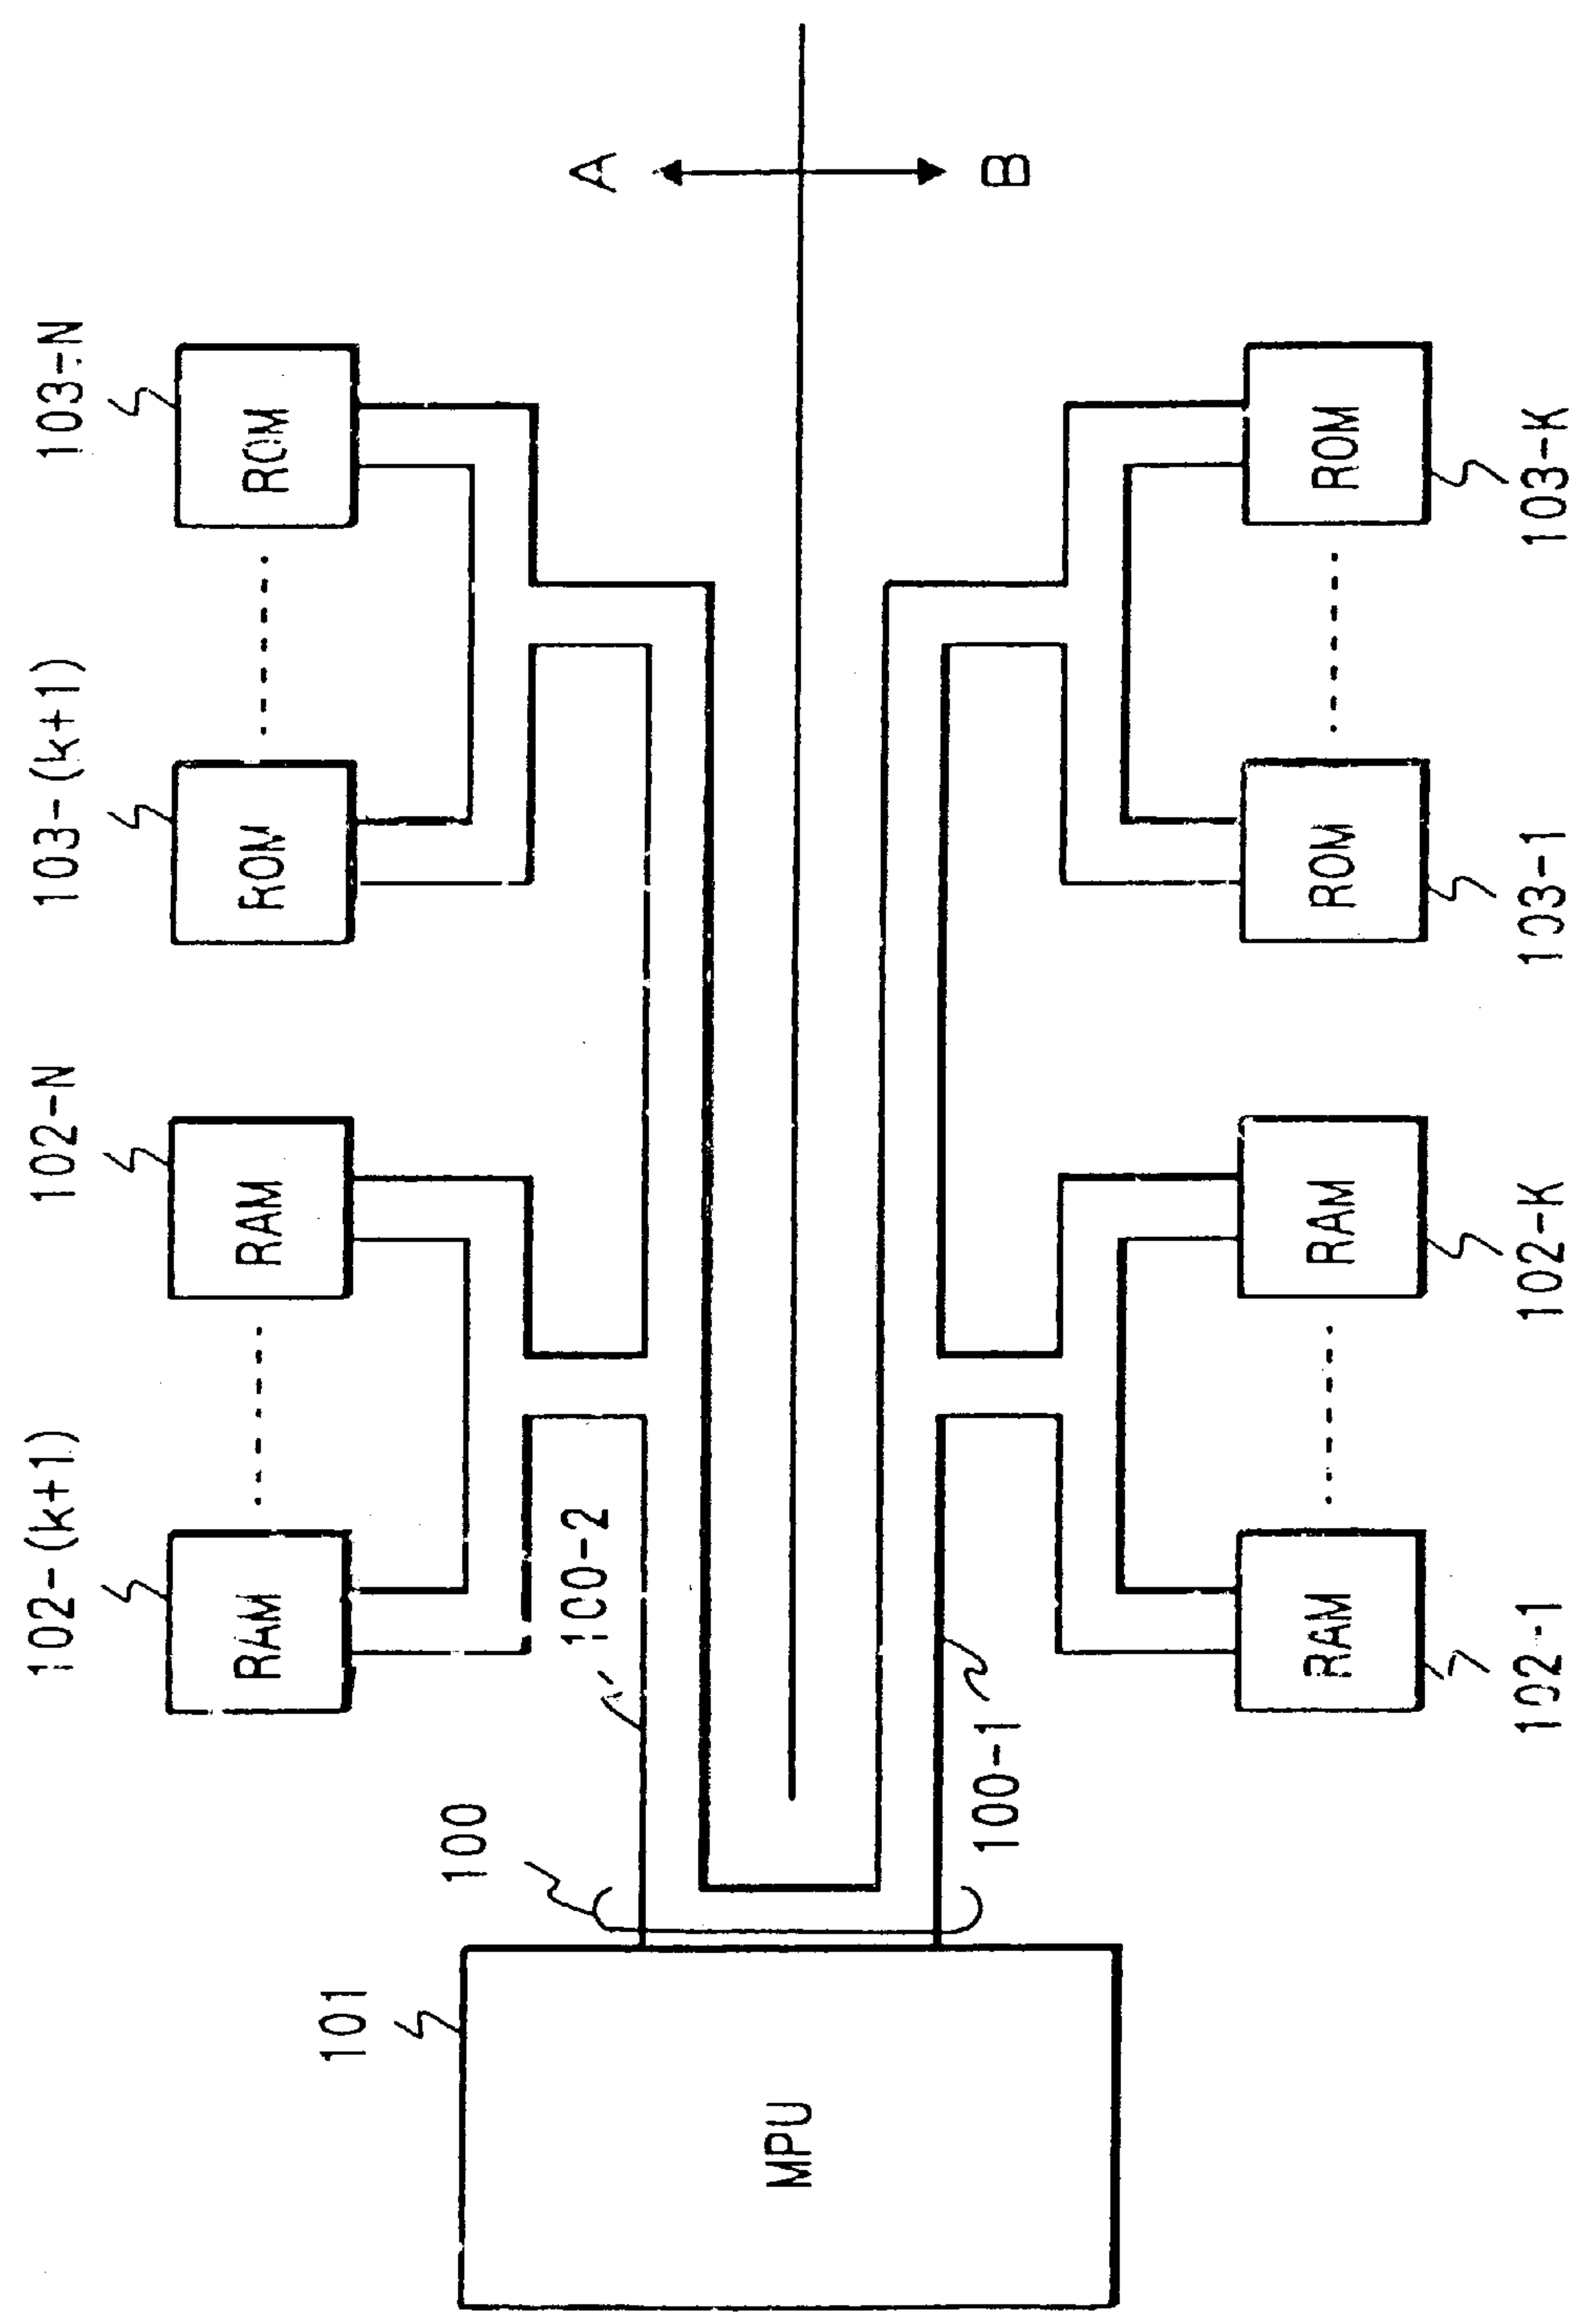 102-(k+1)
102-N
103-(k+1)
103-N
RAM
RAM
ROM
ROM
101
100
100-2
A
MPU
100-1
B
RAM
RAM
ROM
ROM
102-1
102-K
103-1
103-K